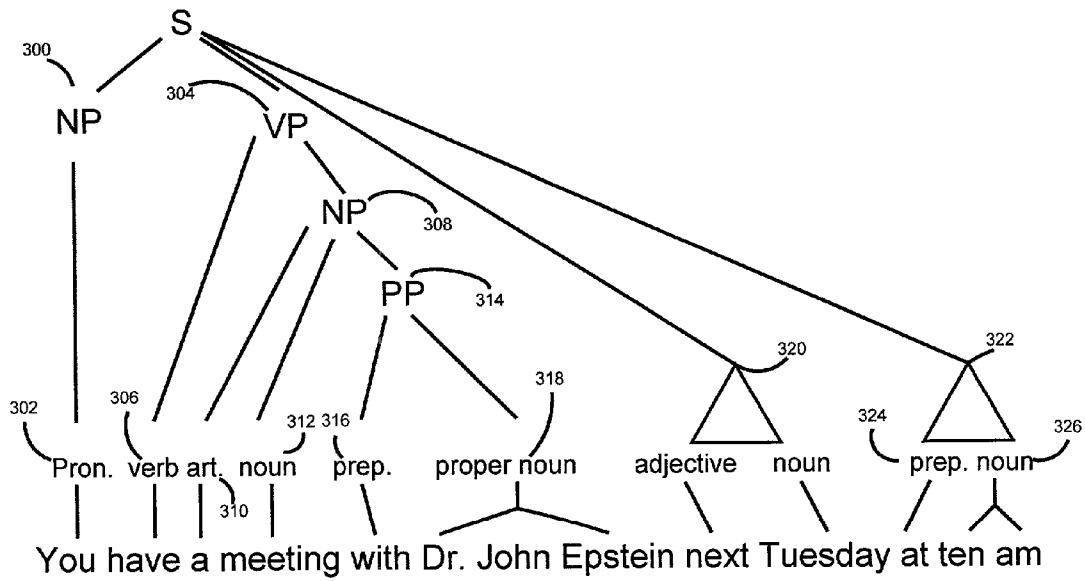 S
300
304
NP
VP
NP
308
PP
314
320
322
318
302
306
312
316
324
326
Pron. verb art. noun prep. proper noun adjective noun prep. noun
310
You have a meeting with Dr. John Epstein next Tuesday at ten am